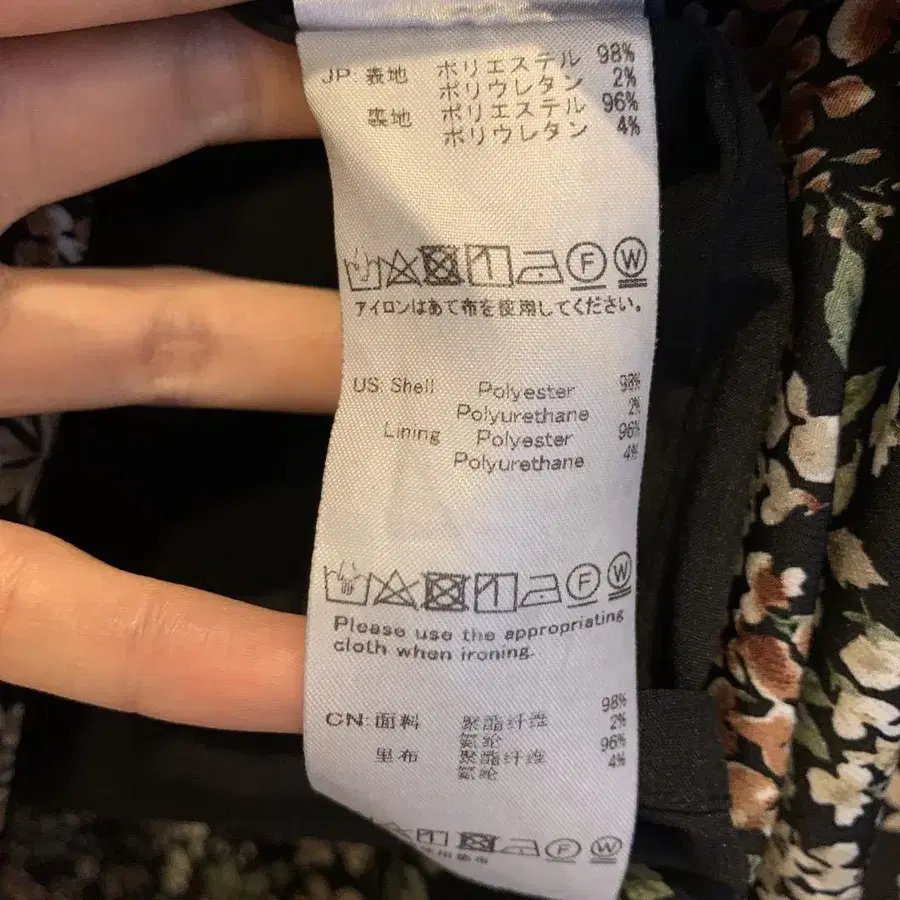 JP: 表地 ポリエステル 98%
ポリウレタン 2%
裏地 ポリエステル 96%
ポリウレタン 4%
F W
アイロンはあて布を使用してください。
US: Shell Polyester 98%
Polyurethane 2%
Lining Polyester 96%
Polyurethane 4%
F W
Please use the appropriating
cloth when ironing.
CN: 面料 聚酯纤维 98%
氨纶 2%
里布 聚酯纤维 96%
氨纶 4%
F W